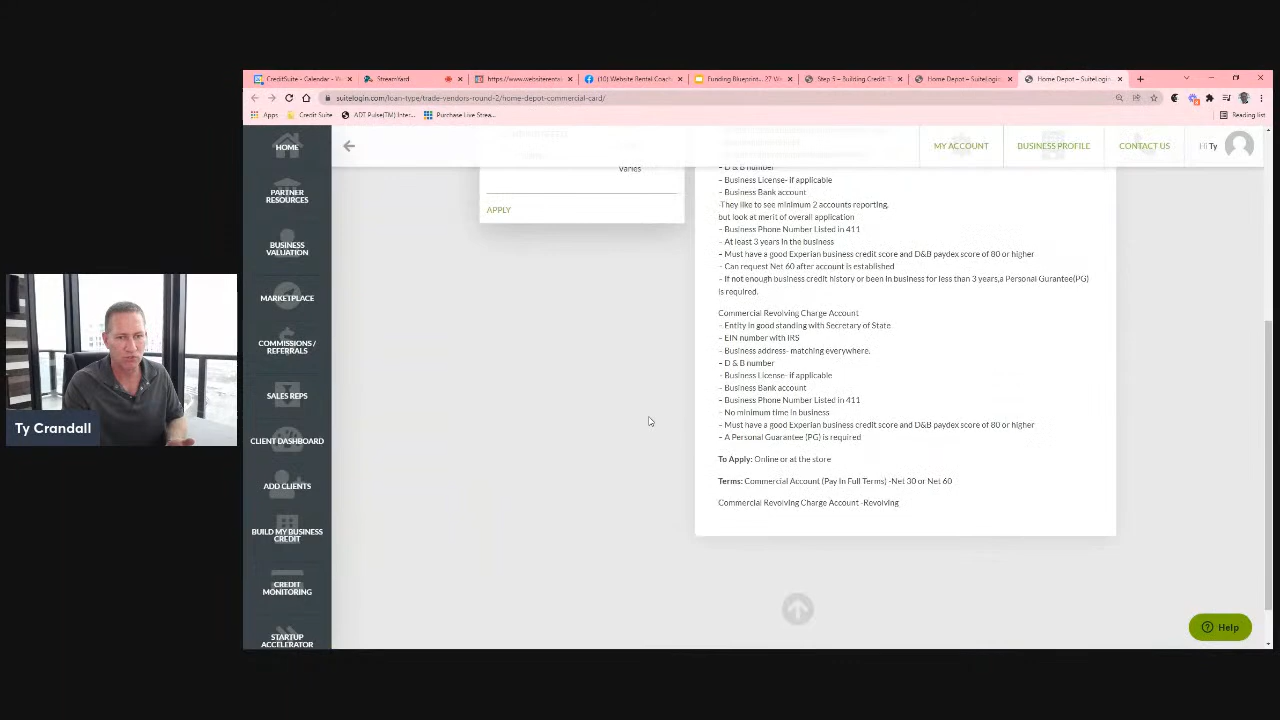 CreditSuite - Calendar - W
StreamYard
https://www.websiterental
(10) Website Rental Coach
Funding Blueprint... 27 W
Step 5 – Building Credit: T
Home Depot – SuiteLogin
Home Depot – SuiteLogin
suitelogin.com/loan-type/trade-vendors-round-2/home-depot-commercial-card/
Apps
Credit Suite
ADT Pulse(TM) Inter...
Purchase Live Strea...
Reading list
MY ACCOUNT
BUSINESS PROFILE
CONTACT US
Hi Ty
HOME
PARTNER
RESOURCES
BUSINESS
VALUATION
MARKETPLACE
COMMISSIONS /
REFERRALS
SALES REPS
CLIENT DASHBOARD
ADD CLIENTS
BUILD MY BUSINESS
CREDIT
CREDIT
MONITORING
STARTUP
ACCELERATOR
Varies
APPLY
– D & B number
– Business License- if applicable
– Business Bank account
-They like to see minimum 2 accounts reporting,
but look at merit of overall application
– Business Phone Number Listed in 411
– At least 3 years in the business
– Must have a good Experian business credit score and D&B paydex score of 80 or higher
– Can request Net 60 after account is established
– If not enough business credit history or been in business for less than 3 years,a Personal Gurantee(PG)
is required.
Commercial Revolving Charge Account
– Entity in good standing with Secretary of State
– EIN number with IRS
– Business address- matching everywhere.
– D & B number
– Business License- if applicable
– Business Bank account
– Business Phone Number Listed in 411
– No minimum time in business
– Must have a good Experian business credit score and D&B paydex score of 80 or higher
– A Personal Guarantee (PG) is required
To Apply: Online or at the store
Terms: Commercial Account (Pay In Full Terms) -Net 30 or Net 60
Commercial Revolving Charge Account -Revolving
Help
Ty Crandall